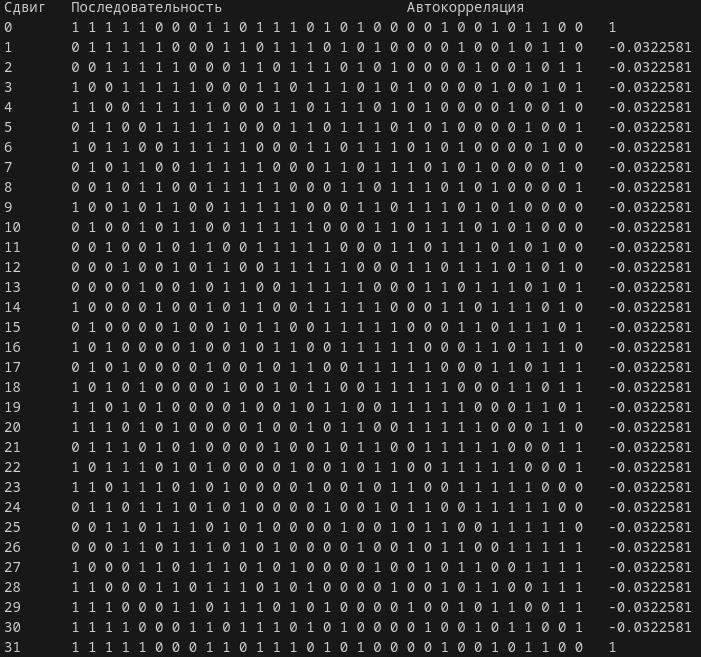 Сдвиг Последовательность Автокорреляция
0 1 1 1 1 1 0 0 0 1 1 0 1 1 1 0 1 0 1 0 0 0 0 1 0 0 1 0 1 1 0 0 1
1 0 1 1 1 1 1 0 0 0 1 1 0 1 1 1 0 1 0 1 0 0 0 0 1 0 0 1 0 1 1 0 -0.0322581
2 0 0 1 1 1 1 1 0 0 0 1 1 0 1 1 1 0 1 0 1 0 0 0 0 1 0 0 1 0 1 1 -0.0322581
3 1 0 0 1 1 1 1 1 0 0 0 1 1 0 1 1 1 0 1 0 1 0 0 0 0 1 0 0 1 0 1 -0.0322581
4 1 1 0 0 1 1 1 1 1 0 0 0 1 1 0 1 1 1 0 1 0 1 0 0 0 0 1 0 0 1 0 -0.0322581
5 0 1 1 0 0 1 1 1 1 1 0 0 0 1 1 0 1 1 1 0 1 0 1 0 0 0 0 1 0 0 1 -0.0322581
6 1 0 1 1 0 0 1 1 1 1 1 0 0 0 1 1 0 1 1 1 0 1 0 1 0 0 0 0 1 0 0 -0.0322581
7 0 1 0 1 1 0 0 1 1 1 1 1 0 0 0 1 1 0 1 1 1 0 1 0 1 0 0 0 0 1 0 -0.0322581
8 0 0 1 0 1 1 0 0 1 1 1 1 1 0 0 0 1 1 0 1 1 1 0 1 0 1 0 0 0 0 1 -0.0322581
9 1 0 0 1 0 1 1 0 0 1 1 1 1 1 0 0 0 1 1 0 1 1 1 0 1 0 1 0 0 0 0 -0.0322581
10 0 1 0 0 1 0 1 1 0 0 1 1 1 1 1 0 0 0 1 1 0 1 1 1 0 1 0 1 0 0 0 -0.0322581
11 0 0 1 0 0 1 0 1 1 0 0 1 1 1 1 1 0 0 0 1 1 0 1 1 1 0 1 0 1 0 0 -0.0322581
12 0 0 0 1 0 0 1 0 1 1 0 0 1 1 1 1 1 0 0 0 1 1 0 1 1 1 0 1 0 1 0 -0.0322581
13 0 0 0 0 1 0 0 1 0 1 1 0 0 1 1 1 1 1 0 0 0 1 1 0 1 1 1 0 1 0 1 -0.0322581
14 1 0 0 0 0 1 0 0 1 0 1 1 0 0 1 1 1 1 1 0 0 0 1 1 0 1 1 1 0 1 0 -0.0322581
15 0 1 0 0 0 0 1 0 0 1 0 1 1 0 0 1 1 1 1 1 0 0 0 1 1 0 1 1 1 0 1 -0.0322581
16 1 0 1 0 0 0 0 1 0 0 1 0 1 1 0 0 1 1 1 1 1 0 0 0 1 1 0 1 1 1 0 -0.0322581
17 0 1 0 1 0 0 0 0 1 0 0 1 0 1 1 0 0 1 1 1 1 1 0 0 0 1 1 0 1 1 1 -0.0322581
18 1 0 1 0 1 0 0 0 0 1 0 0 1 0 1 1 0 0 1 1 1 1 1 0 0 0 1 1 0 1 1 -0.0322581
19 1 1 0 1 0 1 0 0 0 0 1 0 0 1 0 1 1 0 0 1 1 1 1 1 0 0 0 1 1 0 1 -0.0322581
20 1 1 1 0 1 0 1 0 0 0 0 1 0 0 1 0 1 1 0 0 1 1 1 1 1 0 0 0 1 1 0 -0.0322581
21 0 1 1 1 0 1 0 1 0 0 0 0 1 0 0 1 0 1 1 0 0 1 1 1 1 1 0 0 0 1 1 -0.0322581
22 1 0 1 1 1 0 1 0 1 0 0 0 0 1 0 0 1 0 1 1 0 0 1 1 1 1 1 0 0 0 1 -0.0322581
23 1 1 0 1 1 1 0 1 0 1 0 0 0 0 1 0 0 1 0 1 1 0 0 1 1 1 1 1 0 0 0 -0.0322581
24 0 1 1 0 1 1 1 0 1 0 1 0 0 0 0 1 0 0 1 0 1 1 0 0 1 1 1 1 1 0 0 -0.0322581
25 0 0 1 1 0 1 1 1 0 1 0 1 0 0 0 0 1 0 0 1 0 1 1 0 0 1 1 1 1 1 0 -0.0322581
26 0 0 0 1 1 0 1 1 1 0 1 0 1 0 0 0 0 1 0 0 1 0 1 1 0 0 1 1 1 1 1 -0.0322581
27 1 0 0 0 1 1 0 1 1 1 0 1 0 1 0 0 0 0 1 0 0 1 0 1 1 0 0 1 1 1 1 -0.0322581
28 1 1 0 0 0 1 1 0 1 1 1 0 1 0 1 0 0 0 0 1 0 0 1 0 1 1 0 0 1 1 1 -0.0322581
29 1 1 1 0 0 0 1 1 0 1 1 1 0 1 0 1 0 0 0 0 1 0 0 1 0 1 1 0 0 1 1 -0.0322581
30 1 1 1 1 0 0 0 1 1 0 1 1 1 0 1 0 1 0 0 0 0 1 0 0 1 0 1 1 0 0 1 -0.0322581
31 1 1 1 1 1 0 0 0 1 1 0 1 1 1 0 1 0 1 0 0 0 0 1 0 0 1 0 1 1 0 0 1